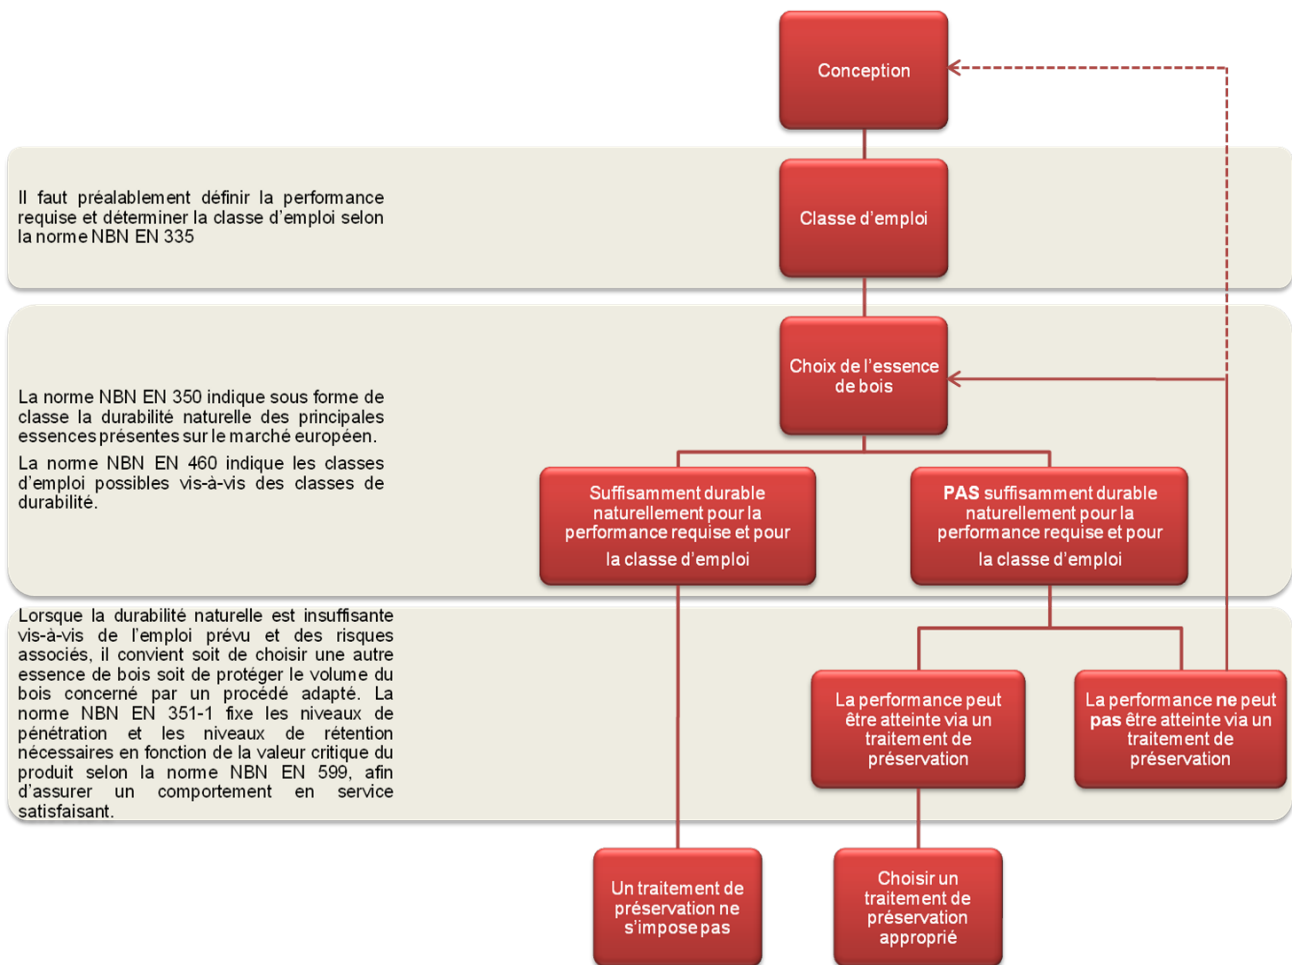 Conception
Il faut préalablement définir la performance
requise et déterminer la classe d’emploi selon
la norme NBN EN 335
Classe d’emploi
Choix de l’essence
de bois
La norme NBN EN 350 indique sous forme de
classe la durabilité naturelle des principales
essences présentes sur le marché européen.
La norme NBN EN 460 indique les classes
d’emploi possibles vis-à-vis des classes de
durabilité.
Suffisamment durable
naturellement pour la
performance requise et pour
la classe d’emploi
PAS suffisamment durable
naturellement pour la
performance requise et pour
la classe d’emploi
Lorsque la durabilité naturelle est insuffisante
vis-à-vis de l’emploi prévu et des risques
associés, il convient soit de choisir une autre
essence de bois soit de protéger le volume du
bois concerné par un procédé adapté. La
norme NBN EN 351-1 fixe les niveaux de
pénétration et les niveaux de rétention
nécessaires en fonction de la valeur critique du
produit selon la norme NBN EN 599, afin
d’assurer un comportement en service
satisfaisant.
La performance peut
être atteinte via un
traitement de
préservation
La performance ne peut
pas être atteinte via un
traitement de
préservation
Un traitement de
préservation ne
s’impose pas
Choisir un
traitement de
préservation
approprié